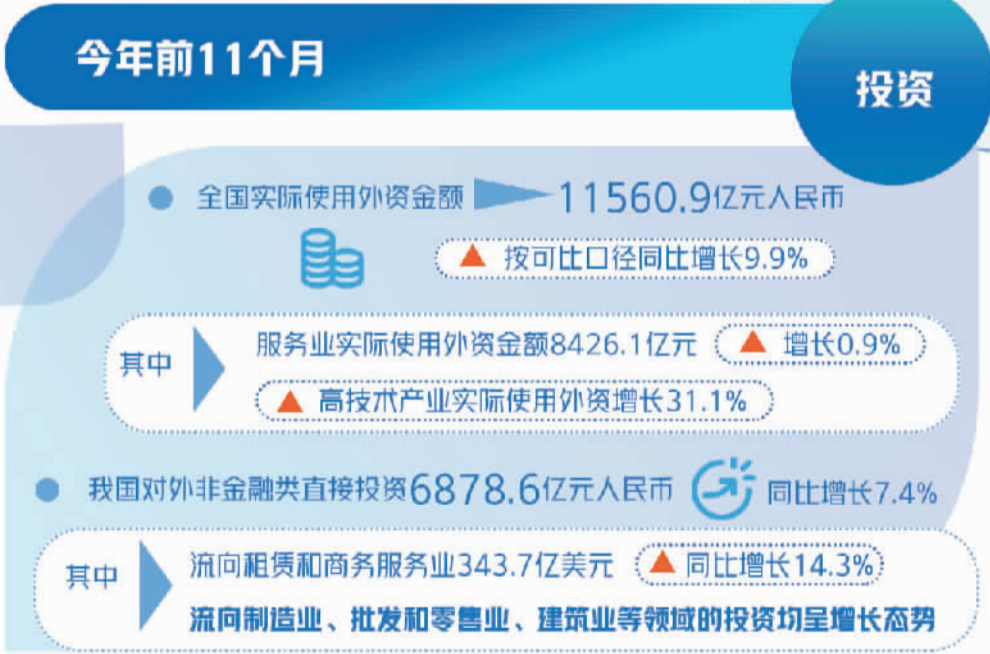 今年前11个月
投资
全国实际使用外资金额 11560.9亿元人民币
按可比口径同比增长9.9%
其中
服务业实际使用外资金额8426.1亿元 增长0.9%
高技术产业实际使用外资增长31.1%
我国对外非金融类直接投资6878.6亿元人民币 同比增长7.4%
其中
流向租赁和商务服务业343.7亿美元 同比增长14.3%
流向制造业、批发和零售业、建筑业等领域的投资均呈增长态势